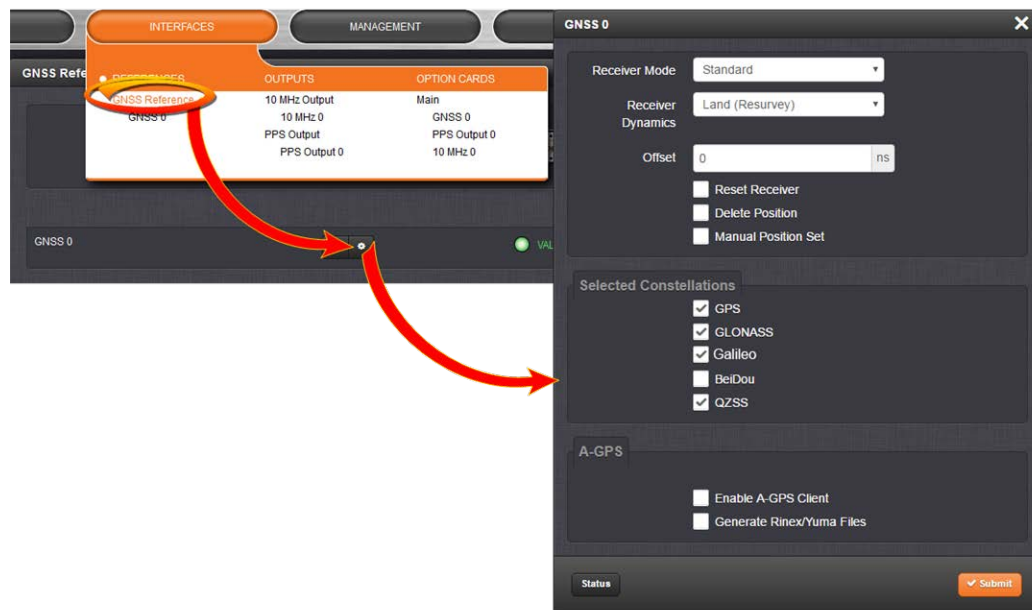 INTERFACES
MANAGEMENT
GNSS Refe
REFERENCES
OUTPUTS
OPTION CARDS
GNSS Reference
10 MHz Output
Main
GNSS 0
10 MHz 0
GNSS 0
PPS Output
PPS Output 0
PPS Output 0
10 MHz 0
GNSS 0
VAL
GNSS 0
Receiver Mode
Standard
Receiver
Dynamics
Land (Resurvey)
Offset
0
ns
Reset Receiver
Delete Position
Manual Position Set
Selected Constellations
GPS
GLONASS
Galileo
BeiDou
QZSS
A-GPS
Enable A-GPS Client
Generate Rinex/Yuma Files
Status
Submit